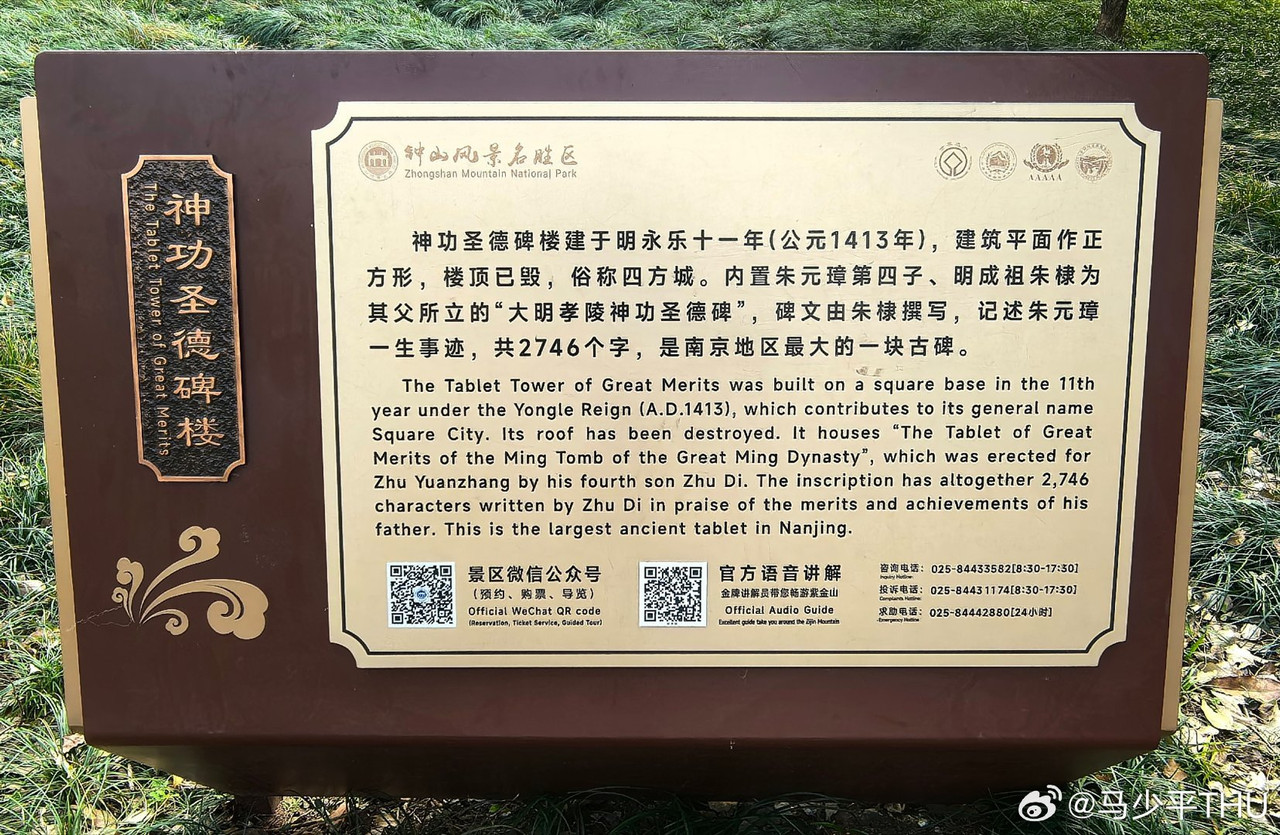 神功圣德碑楼
The Tablet Tower of Great Merits
钟山风景名胜区
Zhongshan Mountain National Park
AAAAA
神功圣德碑楼建于明永乐十一年(公元1413年)，建筑平面作正
方形，楼顶已毁，俗称四方城。内置朱元璋第四子、明成祖朱棣为
其父所立的“大明孝陵神功圣德碑”，碑文由朱棣撰写，记述朱元璋
一生事迹，共2746个字，是南京地区最大的一块古碑。
The Tablet Tower of Great Merits was built on a square base in the 11th
year under the Yongle Reign (A.D.1413), which contributes to its general name
Square City. Its roof has been destroyed. It houses “The Tablet of Great
Merits of the Ming Tomb of the Great Ming Dynasty”, which was erected for
Zhu Yuanzhang by his fourth son Zhu Di. The inscription has altogether 2,746
characters written by Zhu Di in praise of the merits and achievements of his
father. This is the largest ancient tablet in Nanjing.
景区微信公众号
(预约、购票、导览)
Official WeChat QR code
(Reservation, Ticket Service, Guided Tour)
官方语音讲解
金牌讲解员带您畅游紫金山
Official Audio Guide
Excellent guide take you around the Zijin Mountain
咨询电话：025-84433582[8:30-17:30]
Inquiry Hotline:
投诉电话：025-84431174[8:30-17:30]
Complaints Hotline:
求助电话：025-84442880[24小时]
Emergency Hotline
@马少平THU